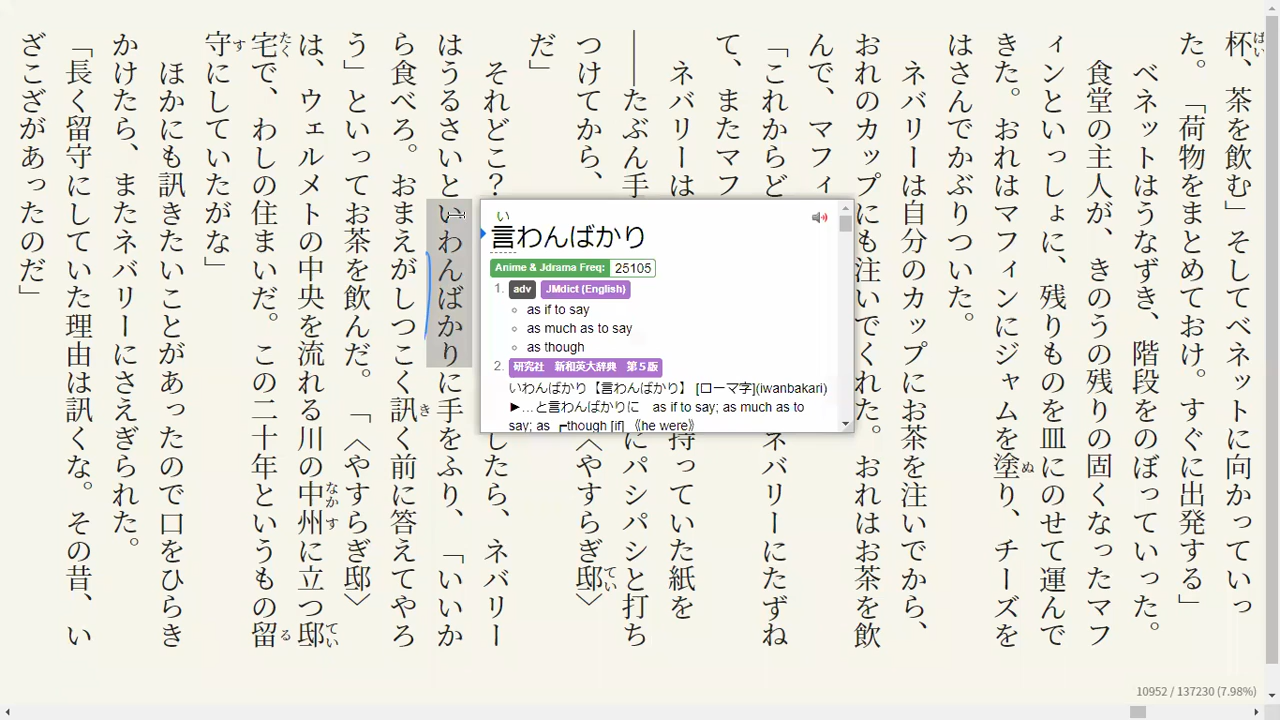 杯、茶を飲む」そしてベネットに向かっていっ
た。「荷物をまとめておけ。すぐに出発する」
ベネットはうなずき、階段をのぼっていった。
食堂の主人が、きのうの残りの固くなったマフ
ィンといっしょに、残りものを皿にのせて運んで
きた。おれはマフィンにジャムを塗り、チーズを
はさんでかぶりついた。
ネバリーは自分のカップにお茶を注いでから、
おれのカップにも注いでくれた。おれはお茶を飲
んで、マフィ
「これからど ネバリーにたずね
て、またマフ
ネバリーは 持っていた紙を
――たぶん手 にパシパシと打ち
つけてから、 〈やすらぎ邸〉
だ」
それどこ？ したら、ネバリー
はうるさいといわんばかりに手をふり、「いいか
ら食べろ。おまえがしつこく訊く前に答えてやろ
う」といってお茶を飲んだ。「〈やすらぎ邸〉
は、ウェルメトの中央を流れる川の中州に立つ邸
宅で、わしの住まいだ。この二十年というもの留
守にしていたがな」
ほかにも訊きたいことがあったので口をひらき
かけたら、またネバリーにさえぎられた。
「長く留守にしていた理由は訊くな。その昔、い
ざこざがあったのだ」
言わんばかり
Anime & Jdrama Freq: 25105
1. adv JMdict (English)
as if to say
as much as to say
as though
2. 研究社 新和英大辞典 第５版
いわんばかり【言わんばかり】 [ローマ字](iwanbakari)
►…と言わんばかりに as if to say; as much as to
say; as ┏though [if] 《he were》
10952 / 137230 (7.98%)